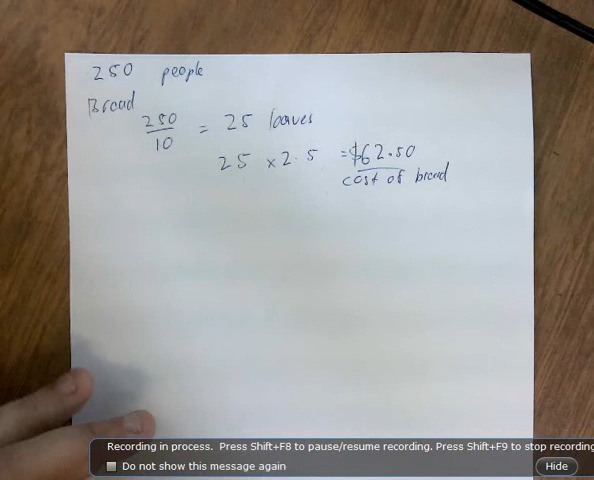 250 people
Bread
250
10
= 25 loaves
25 x 2.5 = $62.50
cost of bread
Recording in process. Press Shift+F8 to pause/resume recording. Press Shift+F9 to stop recording
Do not show this message again
Hide